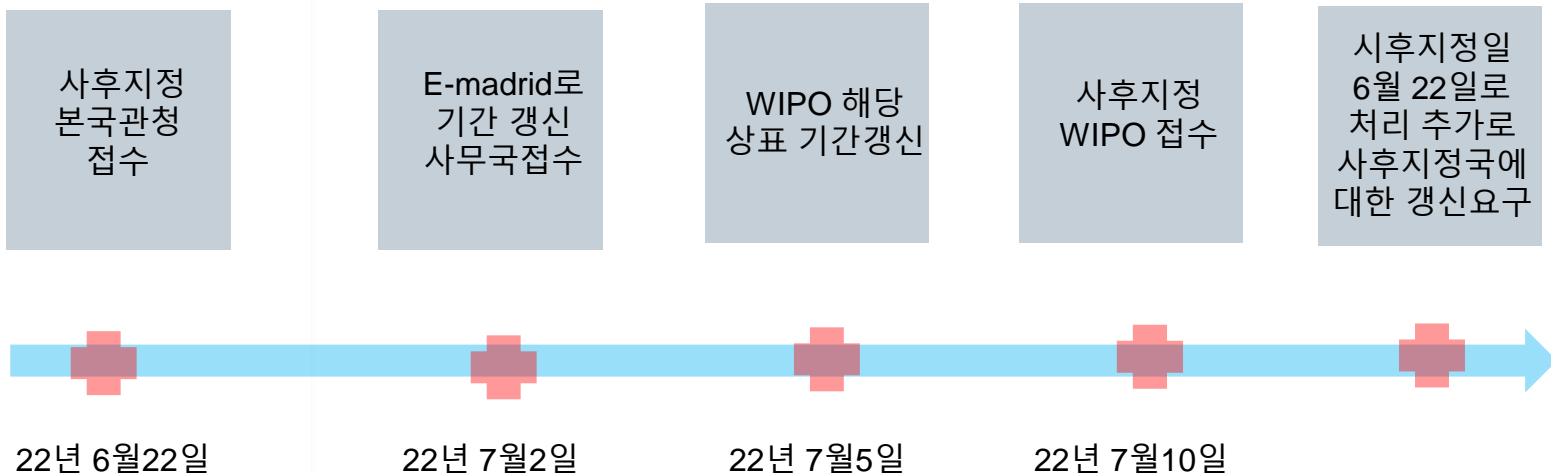 사후지정
본국관청
접수
E-madrid로
기간 갱신
사무국접수
WIPO 해당
상표 기간갱신
사후지정
WIPO 접수
시후지정일
6월 22일로
처리 추가로
사후지정국에
대한 갱신요구
22년 6월22일
22년 7월2일
22년 7월5일
22년 7월10일